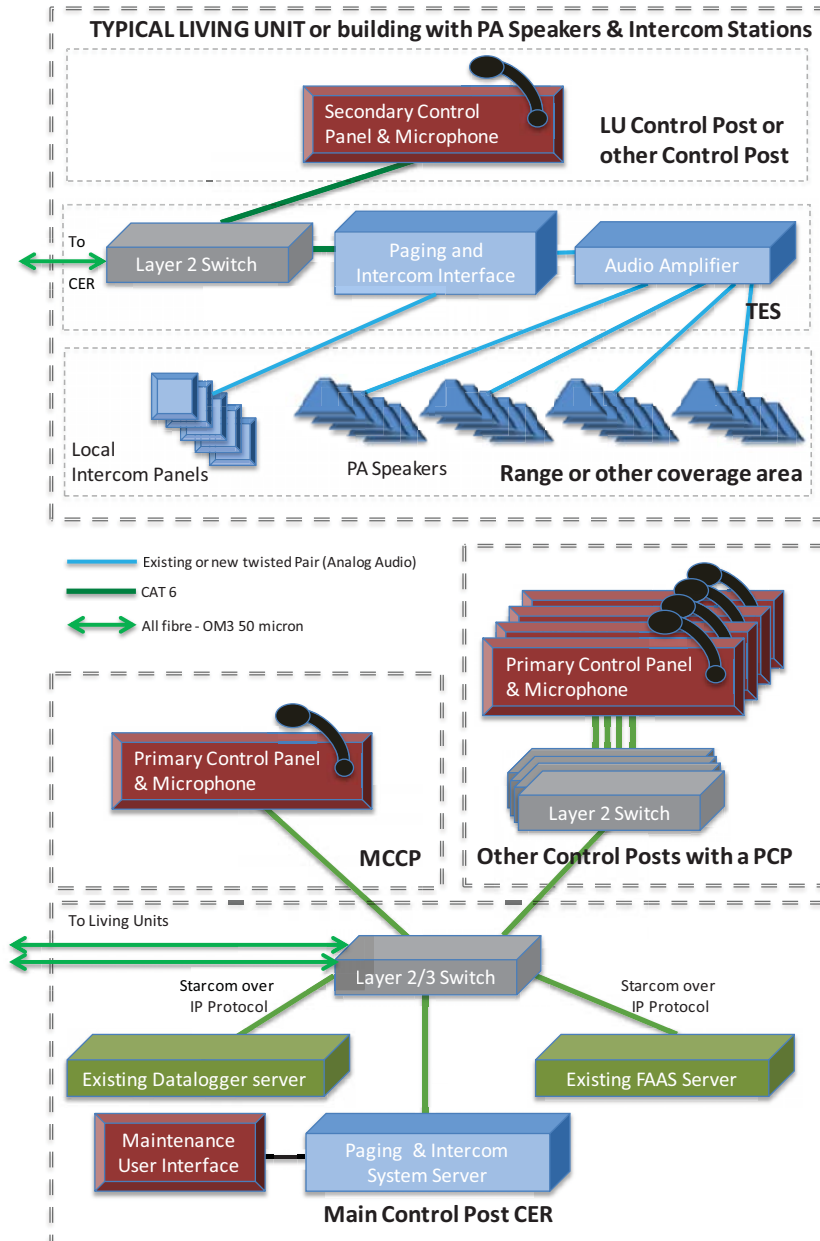 TYPICAL LIVING UNIT or building with PA Speakers & Intercom Stations
Secondary Control
Panel & Microphone
LU Control Post or
other Control Post
To
CER
Layer 2 Switch
Paging and
Intercom Interface
Audio Amplifier
TES
Local
Intercom Panels
PA Speakers
Range or other coverage area
Existing or new twisted Pair (Analog Audio)
CAT 6
All fibre - OM3 50 micron
Primary Control Panel
& Microphone
Layer 2 Switch
Other Control Posts with a PCP
Primary Control Panel
& Microphone
MCCP
To Living Units
Layer 2/3 Switch
Starcom over
IP Protocol
Starcom over
IP Protocol
Existing Datalogger server
Existing FAAS Server
Maintenance
User Interface
Paging & Intercom
System Server
Main Control Post CER